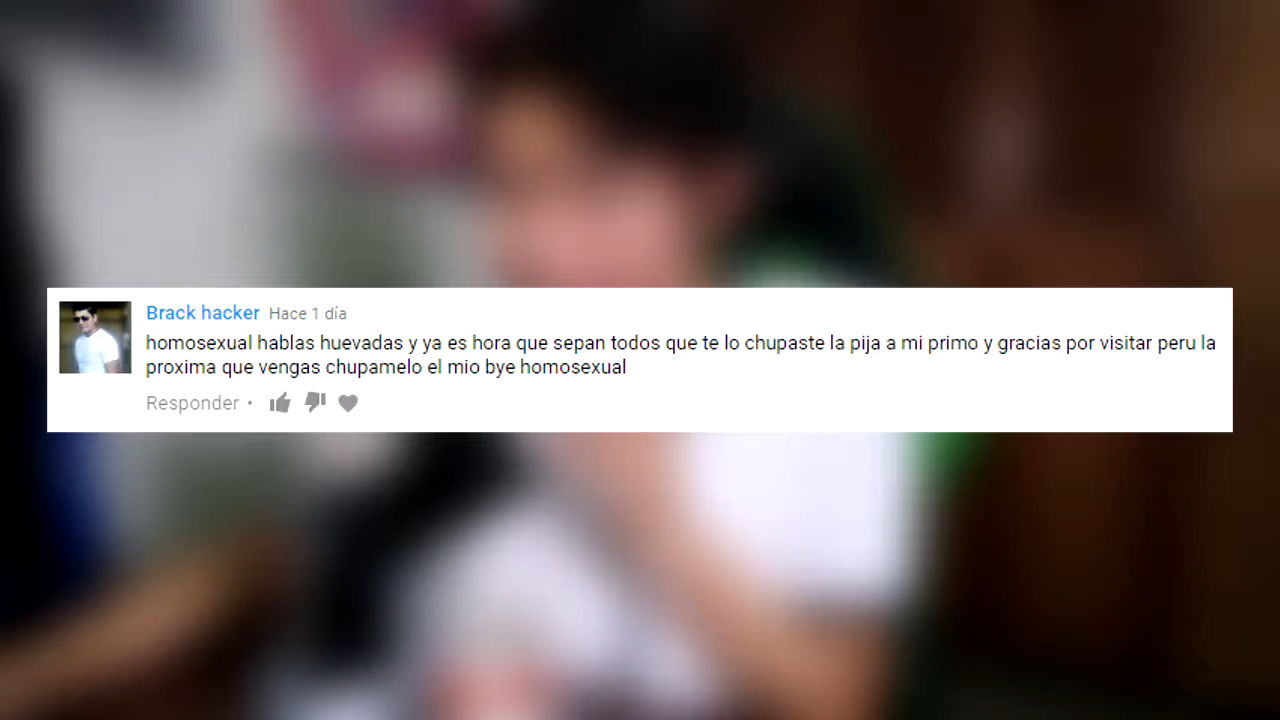 Brack hacker Hace 1 día
homosexual hablas huevadas y ya es hora que sepan todos que te lo chupaste la pija a mi primo y gracias por visitar peru la
proxima que vengas chupamelo el mio bye homosexual
Responder •